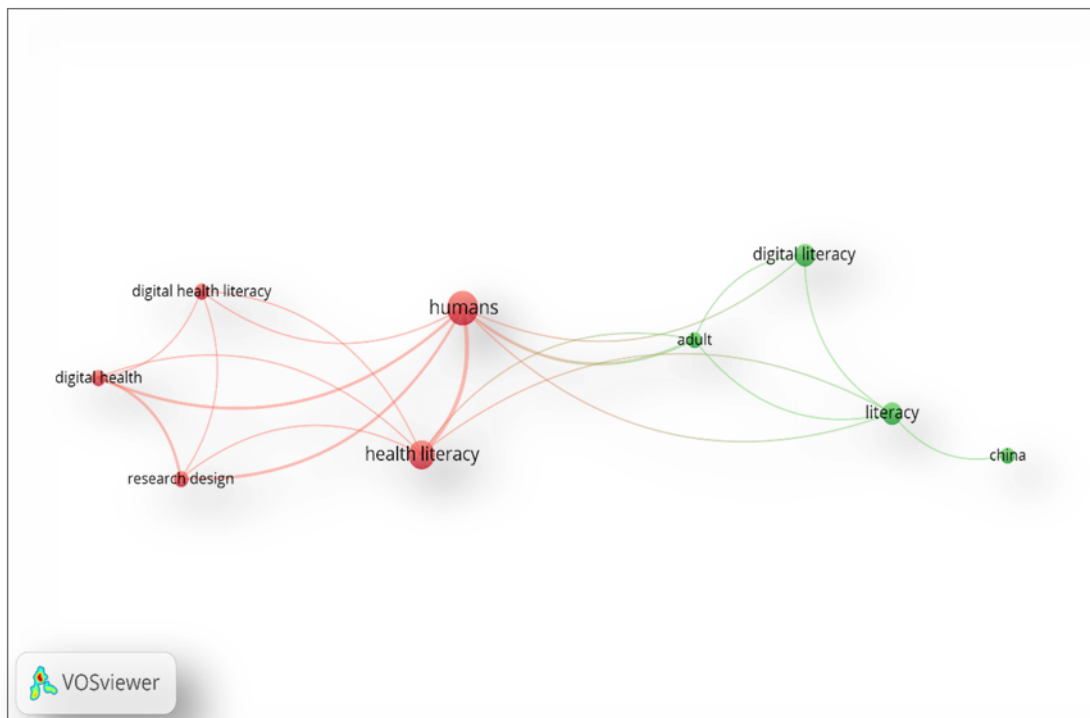 digital literacy
digital health literacy
humans
adult
digital health
literacy
health literacy
china
research design
VOSviewer